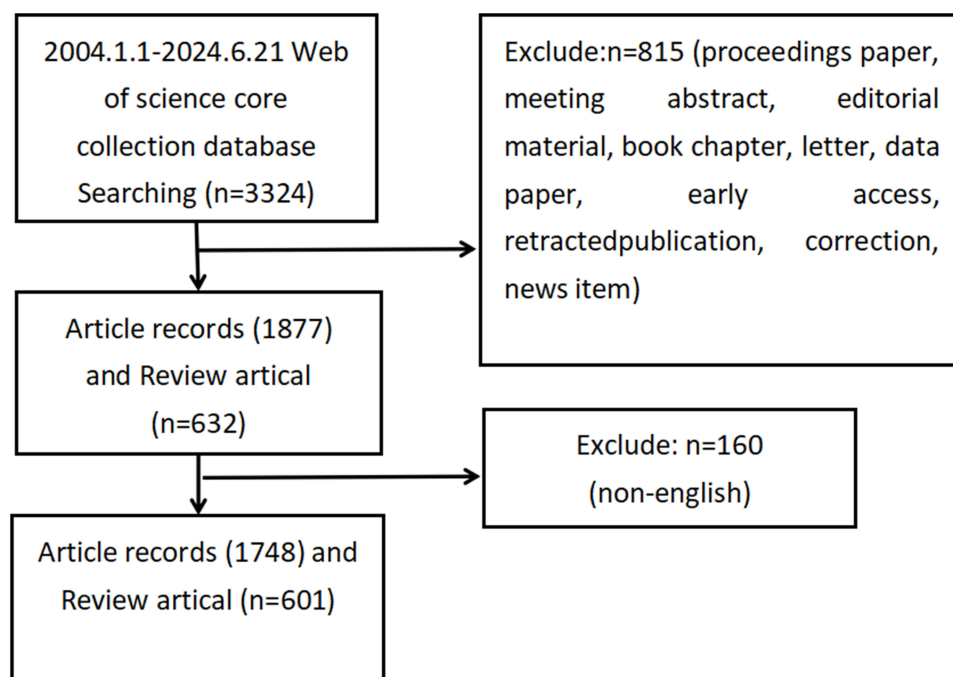 2004.1.1-2024.6.21 Web
of science core
collection database
Searching (n=3324)
Exclude:n=815 (proceedings paper,
meeting abstract, editorial
material, book chapter, letter, data
paper, early access,
retractedpublication, correction,
news item)
Article records (1877)
and Review artical
(n=632)
Exclude: n=160
(non-english)
Article records (1748) and
Review artical (n=601)